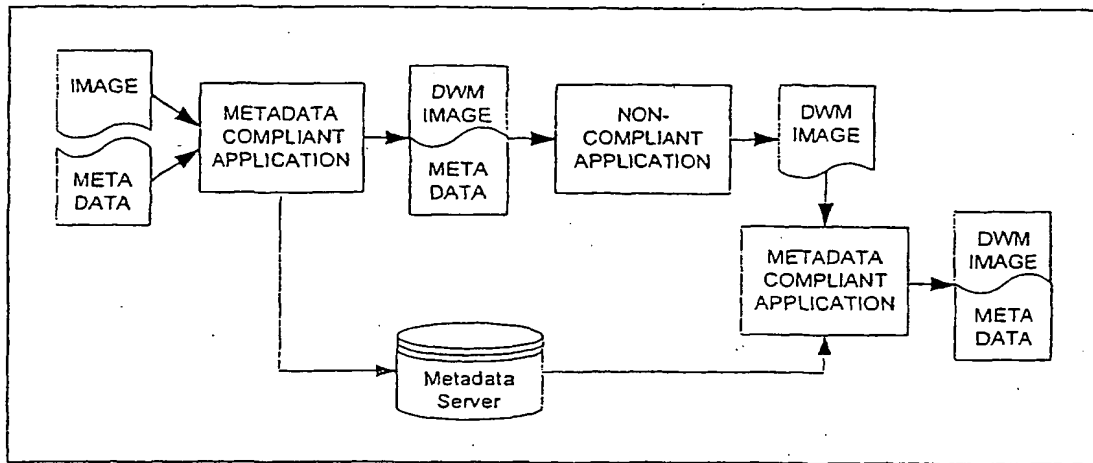 IMAGE
META
DATA
METADATA
COMPLIANT
APPLICATION
DWM
IMAGE
META
DATA
NON-
COMPLIANT
APPLICATION
DWM
IMAGE
METADATA
COMPLIANT
APPLICATION
DWM
IMAGE
META
DATA
Metadata
Server